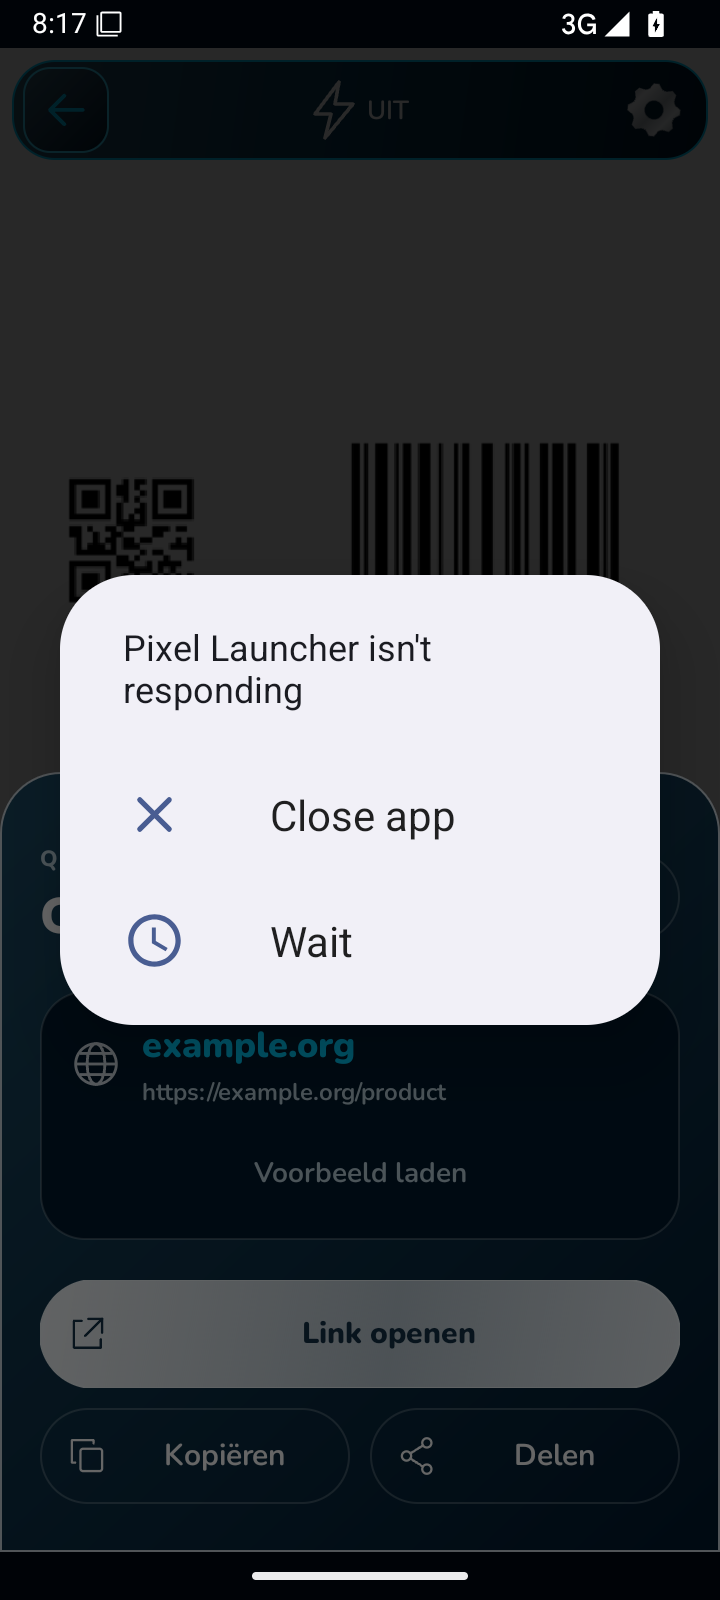 8:17
3G
UIT
Pixel Launcher isn't
responding
Close app
Wait
example.org
https://example.org/product
Voorbeeld laden
Link openen
Kopiëren
Delen